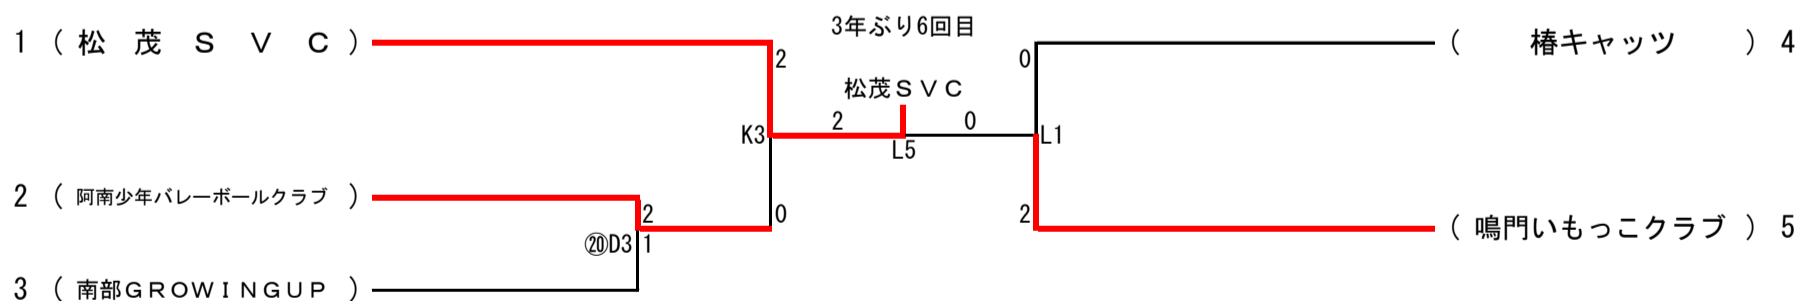 3年ぶり6回目
1 ( 松 茂 S V C )
2
0
( 椿キャッツ ) 4
松茂SVC
K3
2
0
L1
L5
2 ( 阿南少年バレーボールクラブ )
2
0
2
⑳D3
1
( 鳴門いもっこクラブ ) 5
3 ( 南部GROWINGUP )